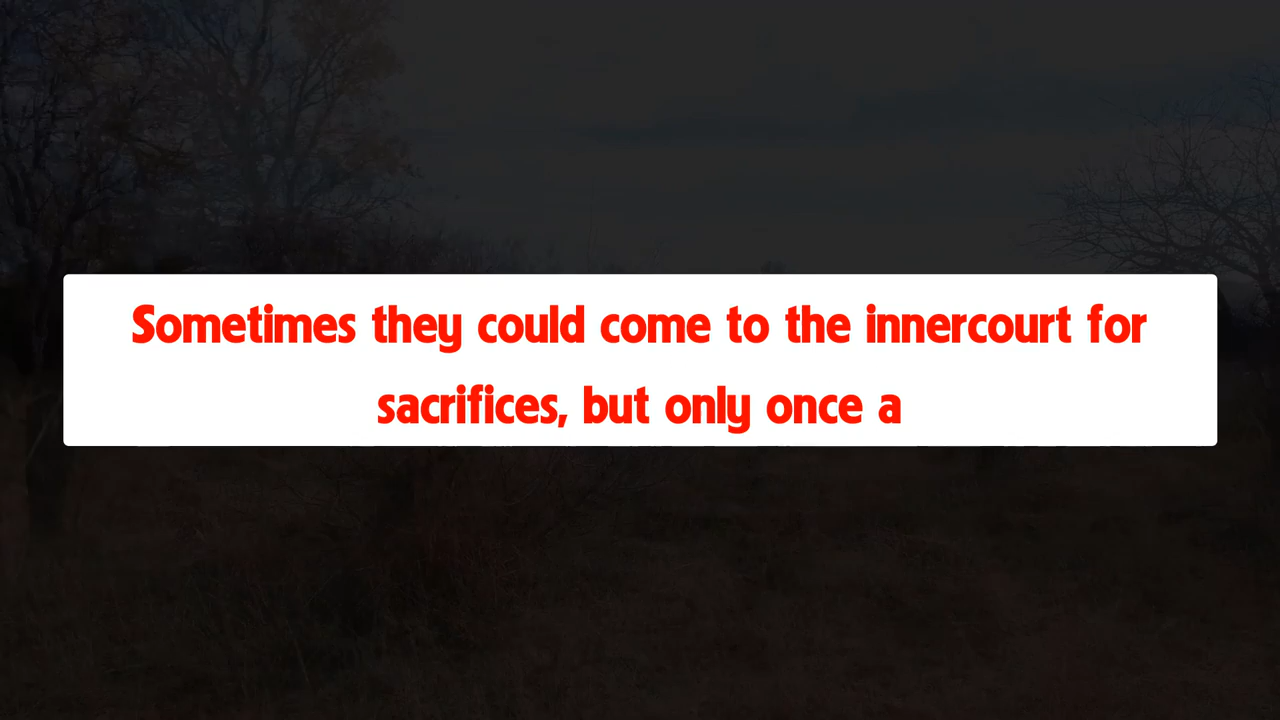 Sometimes they could come to the innercourt for
sacrifices, but only once a